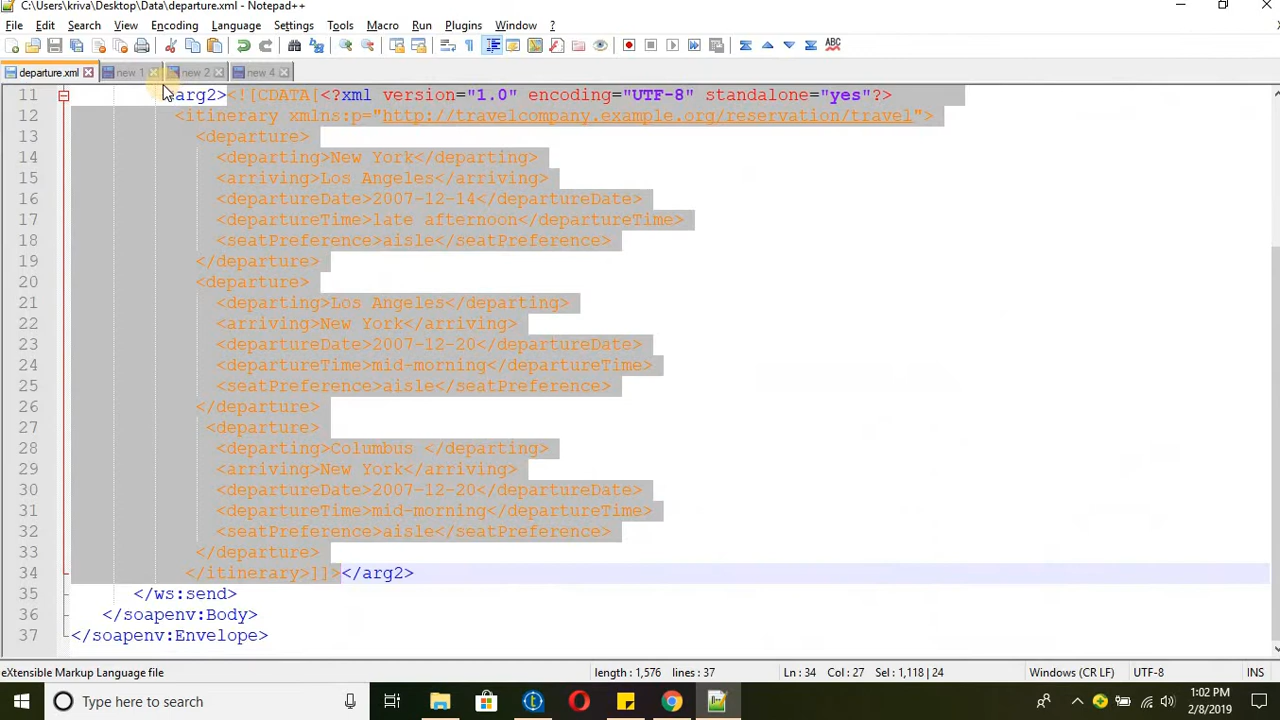 C:\Users\kriva\Desktop\Data\departure.xml - Notepad++
File Edit Search View Encoding Language Settings Tools Macro Run Plugins Window ?
ABC
departure.xml new 1 new 2 new 4
11 arg2><![CDATA[<?xml version="1.0" encoding="UTF-8" standalone="yes"?>
12 <itinerary xmlns:p="http://travelcompany.example.org/reservation/travel">
13 <departure>
14 <departing>New York</departing>
15 <arriving>Los Angeles</arriving>
16 <departureDate>2007-12-14</departureDate>
17 <departureTime>late afternoon</departureTime>
18 <seatPreference>aisle</seatPreference>
19 </departure>
20 <departure>
21 <departing>Los Angeles</departing>
22 <arriving>New York</arriving>
23 <departureDate>2007-12-20</departureDate>
24 <departureTime>mid-morning</departureTime>
25 <seatPreference>aisle</seatPreference>
26 </departure>
27 <departure>
28 <departing>Columbus </departing>
29 <arriving>New York</arriving>
30 <departureDate>2007-12-20</departureDate>
31 <departureTime>mid-morning</departureTime>
32 <seatPreference>aisle</seatPreference>
33 </departure>
34 </itinerary>]]></arg2>
35 </ws:send>
36 </soapenv:Body>
37 </soapenv:Envelope>
eXtensible Markup Language file length : 1,576 lines : 37 Ln : 34 Col : 27 Sel : 1,118 | 24 Windows (CR LF) UTF-8 INS
Type here to search 1:02 PM
2/8/2019